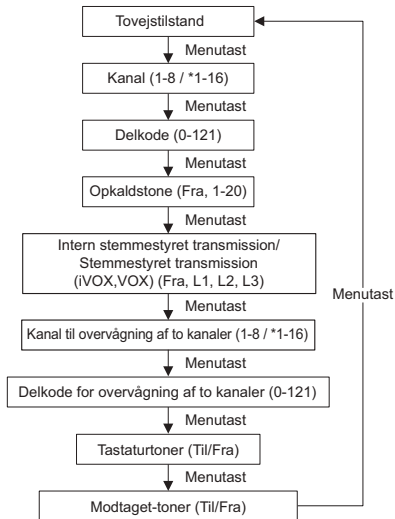 Tovejstilstand
Menutast
Kanal (1-8 / *1-16)
Menutast
Delkode (0-121)
Menutast
Opkaldstone (Fra, 1-20)
Menutast
Intern stemmestyret transmission/
Stemmestyret transmission
(iVOX,VOX) (Fra, L1, L2, L3)
Menutast
Menutast
Kanal til overvågning af to kanaler (1-8 / *1-16)
Menutast
Delkode for overvågning af to kanaler (0-121)
Menutast
Tastaturtoner (Til/Fra)
Menutast
Modtaget-toner (Til/Fra)